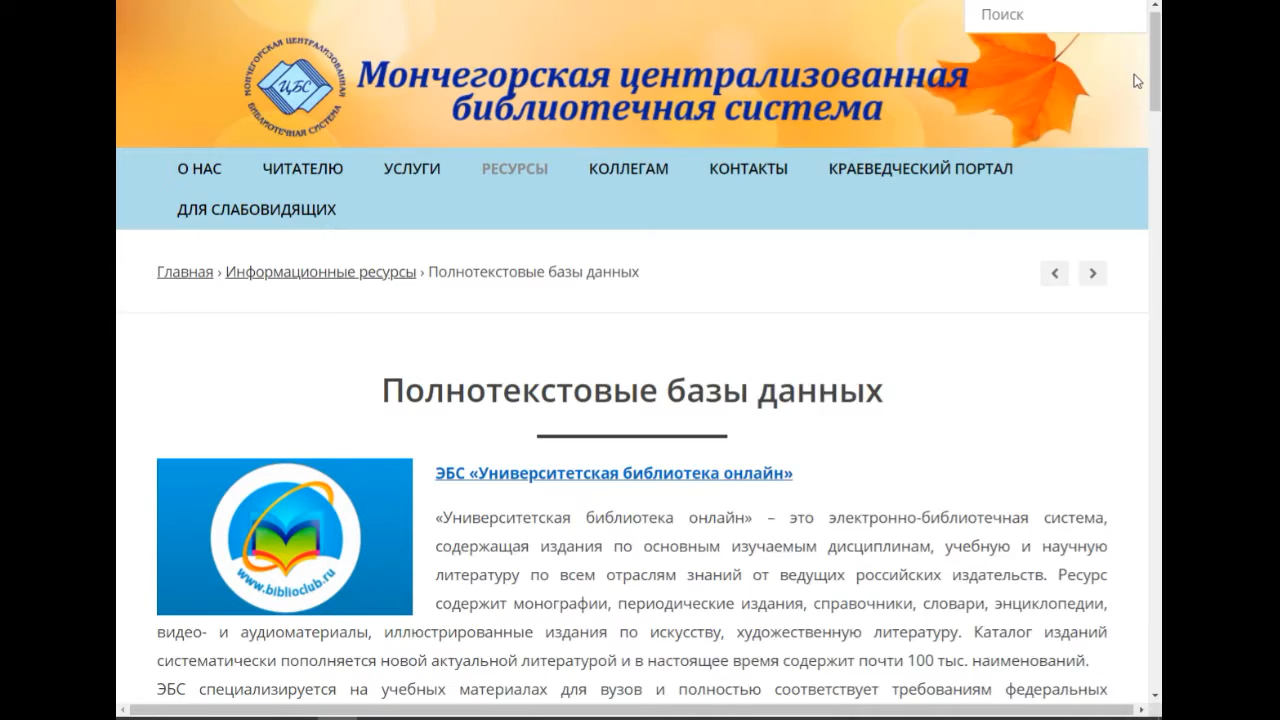 Поиск
МОНЧЕГОРСКАЯ ЦЕНТРАЛИЗОВАННАЯ
БИБЛИОТЕЧНАЯ СИСТЕМА
ЦБС
Мончегорская централизованная
библиотечная система
О НАС ЧИТАТЕЛЮ УСЛУГИ РЕСУРСЫ КОЛЛЕГАМ КОНТАКТЫ КРАЕВЕДЧЕСКИЙ ПОРТАЛ
ДЛЯ СЛАБОВИДЯЩИХ
Главная › Информационные ресурсы › Полнотекстовые базы данных
Полнотекстовые базы данных
www.biblioclub.ru
ЭБС «Университетская библиотека онлайн»
«Университетская библиотека онлайн» – это электронно-библиотечная система,
содержащая издания по основным изучаемым дисциплинам, учебную и научную
литературу по всем отраслям знаний от ведущих российских издательств. Ресурс
содержит монографии, периодические издания, справочники, словари, энциклопедии,
видео- и аудиоматериалы, иллюстрированные издания по искусству, художественную литературу. Каталог изданий
систематически пополняется новой актуальной литературой и в настоящее время содержит почти 100 тыс. наименований.
ЭБС специализируется на учебных материалах для вузов и полностью соответствует требованиям федеральных